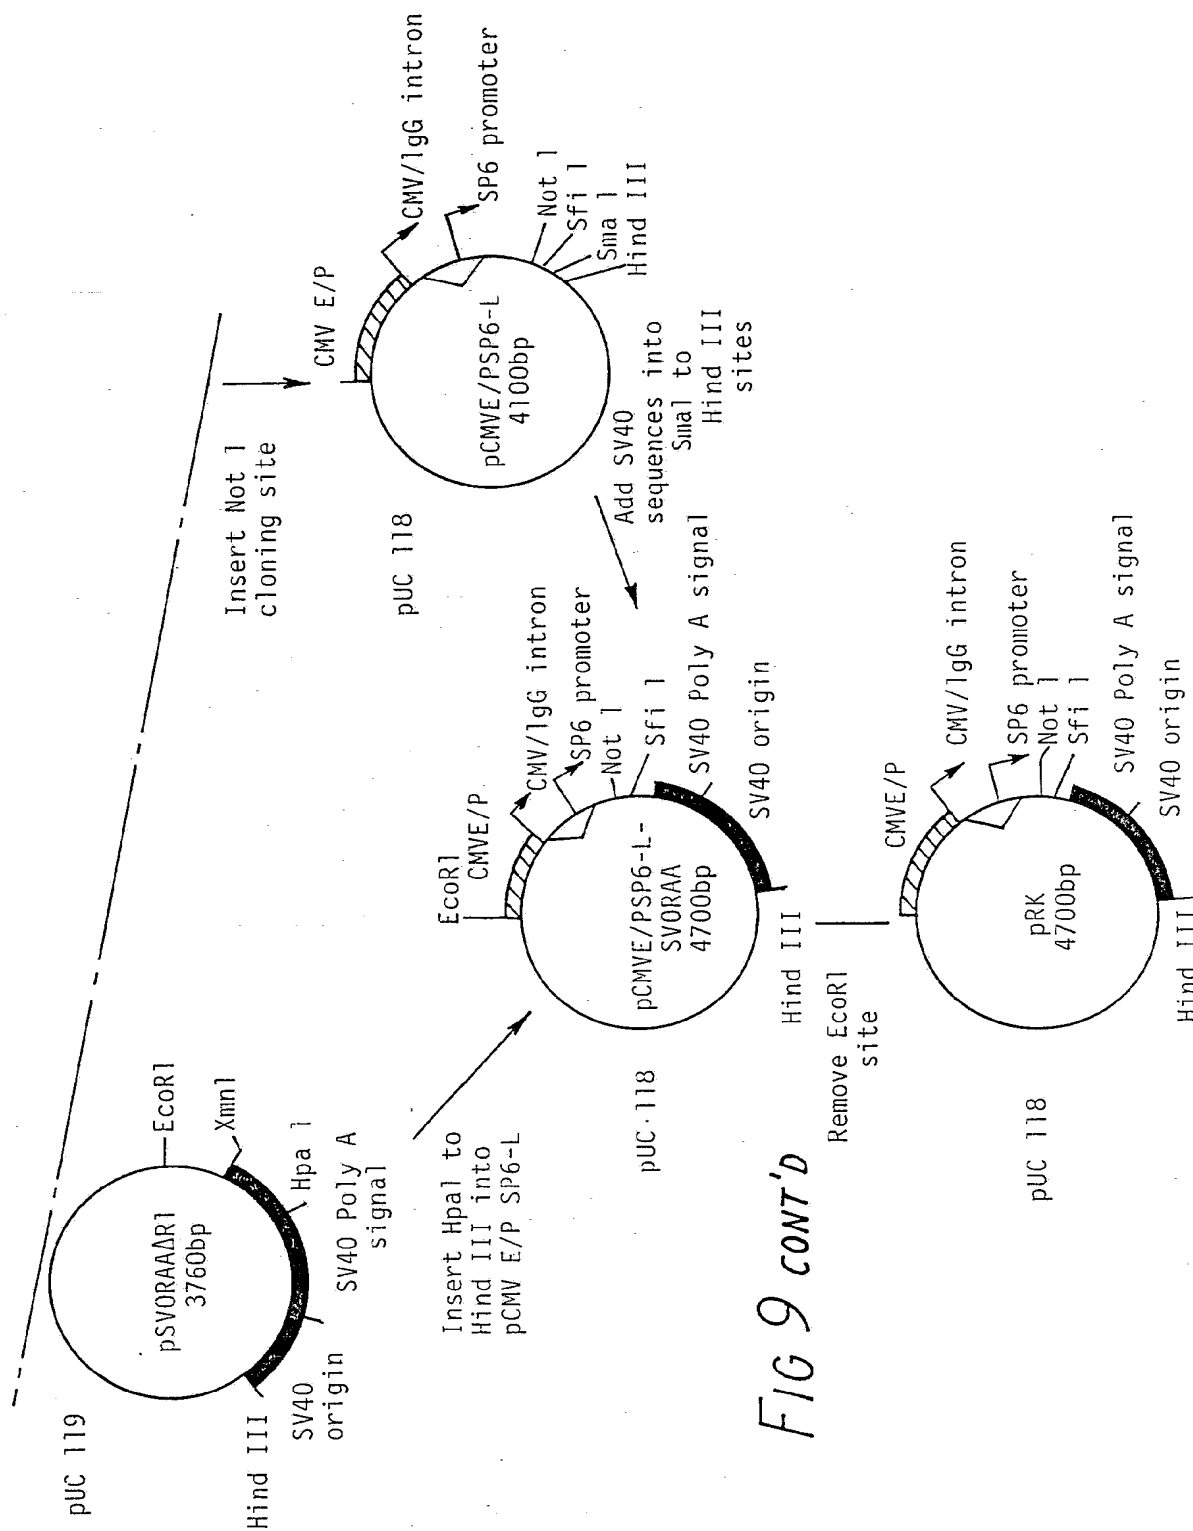 pUC 119
pSVORAAΔR1
3760bp
EcoR1
Xmn1
Hpa 1
SV40 Poly A
signal
SV40
origin
Hind III
Insert Not 1
cloning site
pUC 118
CMV E/P
CMV/1gG intron
SP6 promoter
pCMVE/PSP6-L
4100bp
Not 1
Sfi 1
Sma 1
Hind III
Insert Hpa1 to
Hind III into
pCMV E/P SP6-L
Add SV40
sequences into
Sma1 to
Hind III
sites
pUC·118
EcoR1
CMVE/P
CMV/1gG intron
SP6 promoter
Not 1
Sfi 1
SV40 Poly A signal
SV40 origin
pCMVE/PSP6-L-
SVORAA
4700bp
Hind III
Remove EcoR1
site
pUC 118
CMVE/P
CMV/1gG intron
SP6 promoter
Not 1
Sfi 1
SV40 Poly A signal
SV40 origin
pRK
4700bp
Hind III
FIG 9 CONT'D